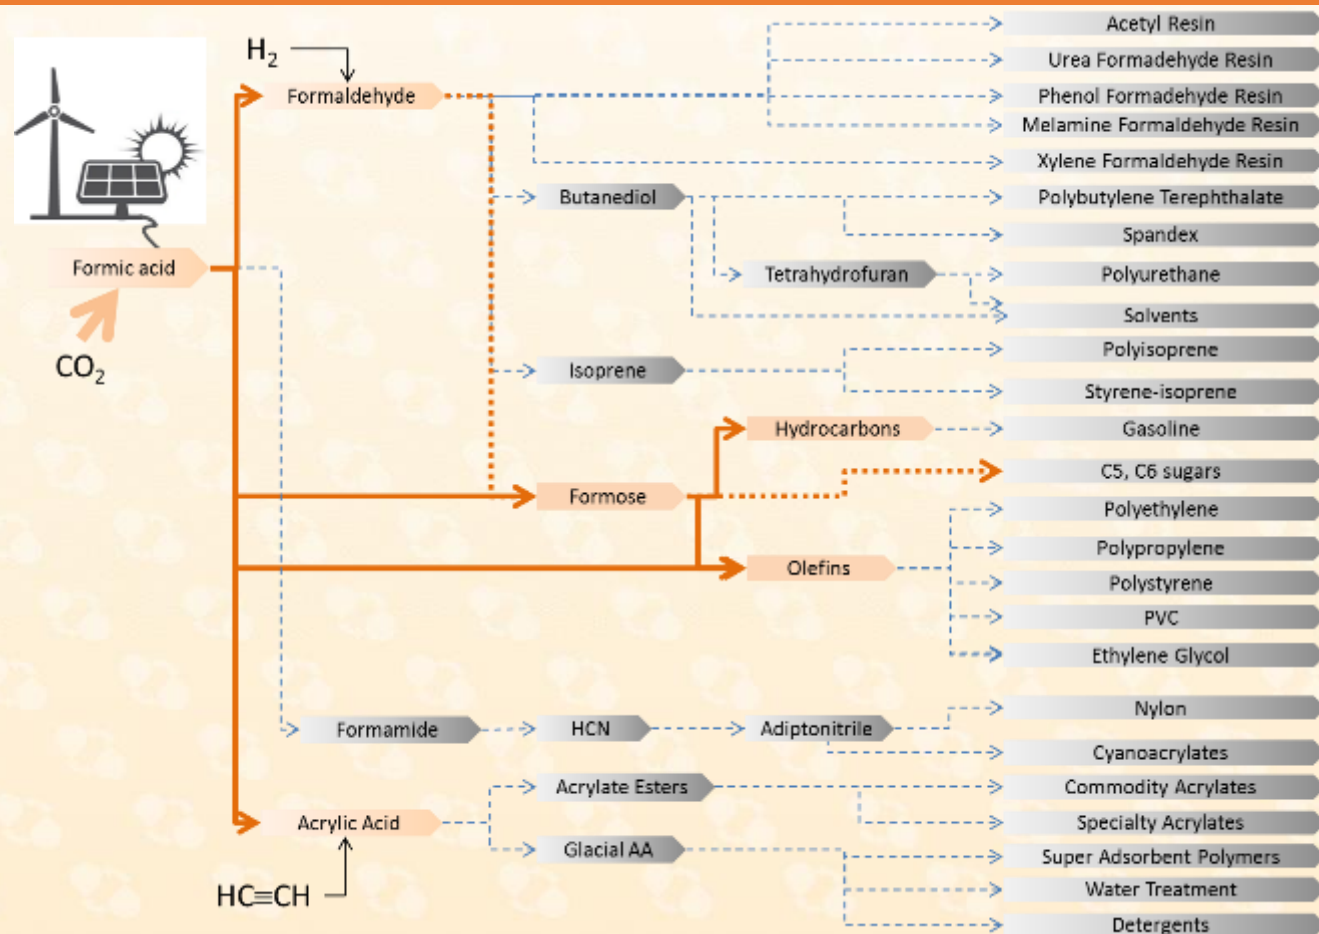 H₂
Formaldehyde
Formic acid
CO₂
Butanediol
Tetrahydrofuran
Isoprene
Hydrocarbons
Formose
Olefins
Formamide
HCN
Adiptonitrile
Acrylic Acid
HC≡CH
Acrylate Esters
Glacial AA
Acetyl Resin
Urea Formadehyde Resin
Phenol Formadehyde Resin
Melamine Formaldehyde Resin
Xylene Formaldehyde Resin
Polybutylene Terephthalate
Spandex
Polyurethane
Solvents
Polyisoprene
Styrene-isoprene
Gasoline
C5, C6 sugars
Polyethylene
Polypropylene
Polystyrene
PVC
Ethylene Glycol
Nylon
Cyanoacrylates
Commodity Acrylates
Specialty Acrylates
Super Adsorbent Polymers
Water Treatment
Detergents